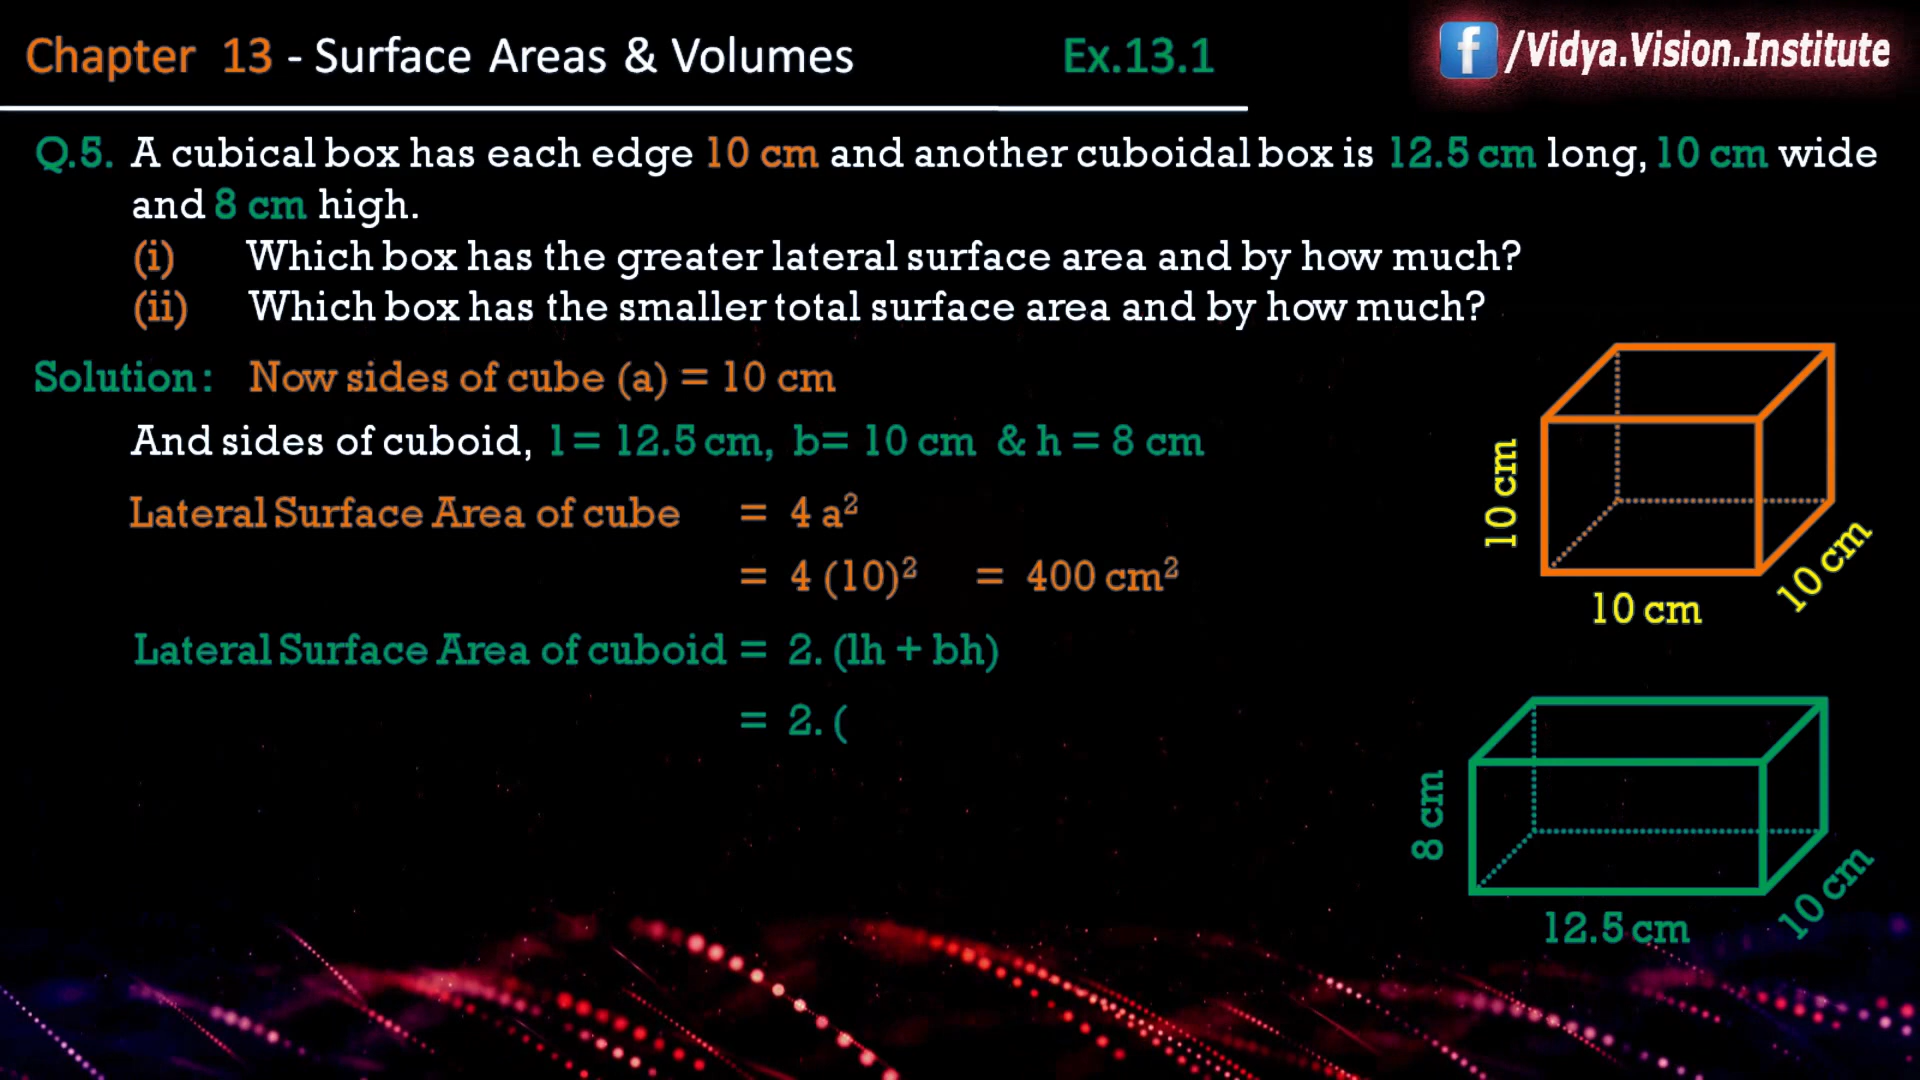 Chapter 13 - Surface Areas & Volumes Ex.13.1
f /Vidya.Vision.Institute
Q.5. A cubical box has each edge 10 cm and another cuboidal box is 12.5 cm long, 10 cm wide
and 8 cm high.
(i) Which box has the greater lateral surface area and by how much?
(ii) Which box has the smaller total surface area and by how much?
Solution: Now sides of cube (a) = 10 cm
And sides of cuboid, l = 12.5 cm, b= 10 cm & h = 8 cm
Lateral Surface Area of cube = 4 a²
= 4 (10)² = 400 cm²
Lateral Surface Area of cuboid = 2. (lh + bh)
= 2. (
10 cm
10 cm
10 cm
8 cm
12.5 cm
10 cm